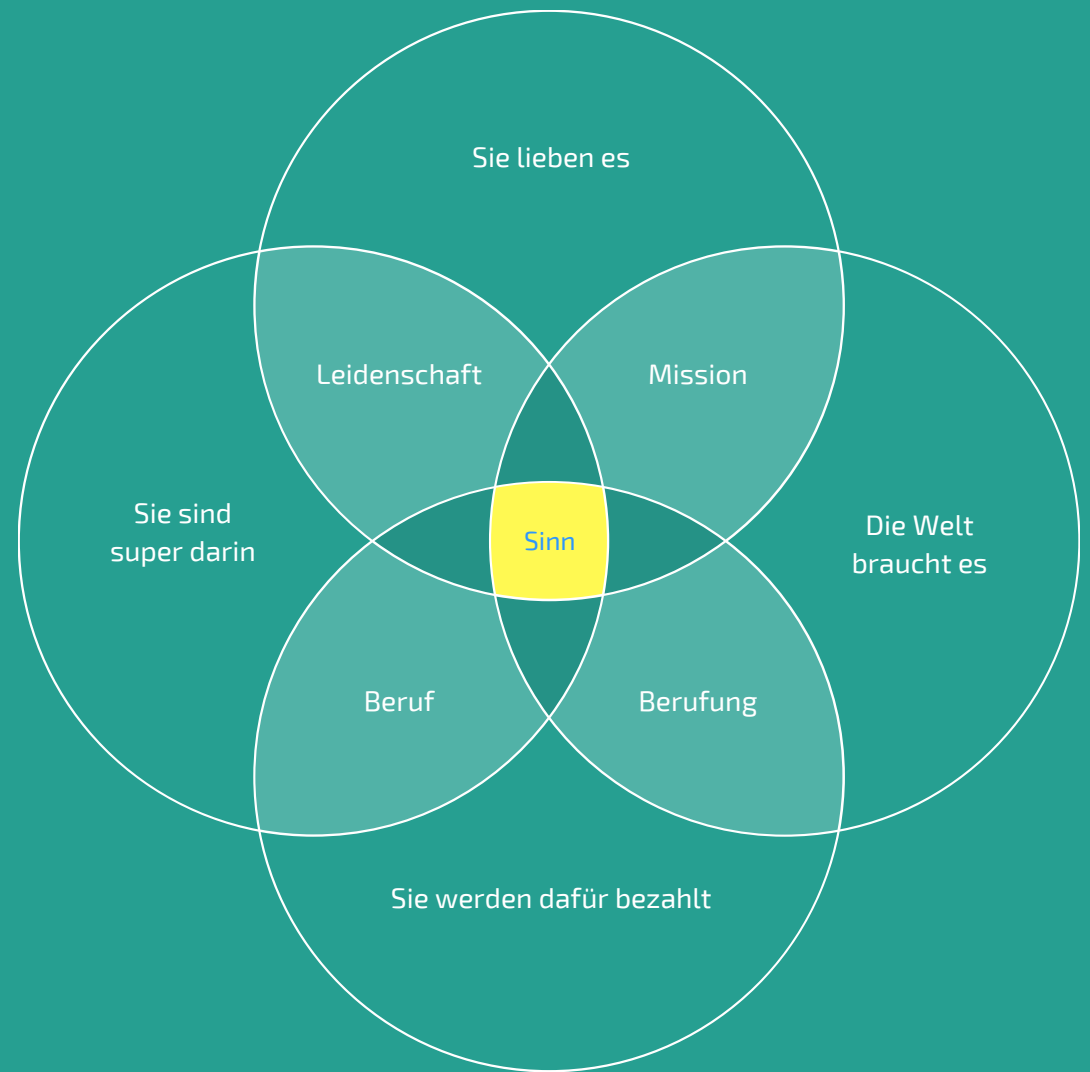 Sie lieben es
Leidenschaft
Mission
Sie sind
super darin
Sinn
Die Welt
braucht es
Beruf
Berufung
Sie werden dafür bezahlt